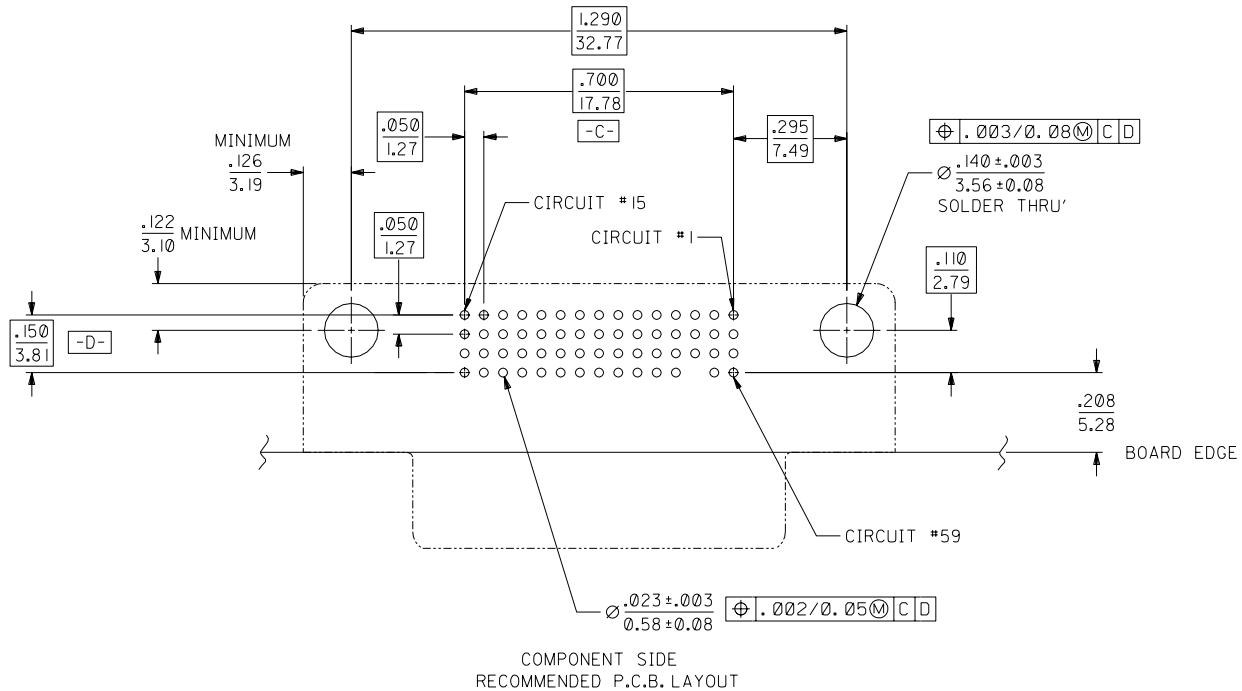 1.290
32.77
.700
17.78
-C-
.050
1.27
.295
7.49
MINIMUM
.126
3.19
⌖ .003/0.08Ⓜ C D
⌀ .140±.003
3.56±0.08
SOLDER THRU'
CIRCUIT #15
CIRCUIT #1
.122
3.10 MINIMUM
.050
1.27
.110
2.79
.150
3.81
-D-
.208
5.28
BOARD EDGE
CIRCUIT #59
⌀ .023±.003
0.58±0.08
⌖ .002/0.05Ⓜ C D
COMPONENT SIDE
RECOMMENDED P.C.B. LAYOUT